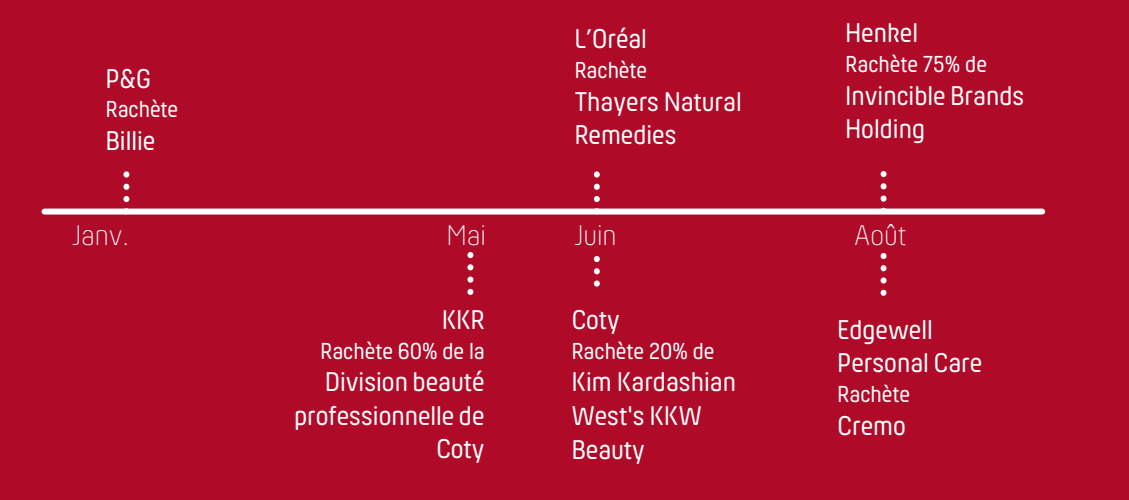 P&G
Rachète
Billie
L'Oréal
Rachète
Thayers Natural
Remedies
Henkel
Rachète 75% de
Invincible Brands
Holding
Janv.
Mai
Juin
Août
KKR
Rachète 60% de la
Division beauté
professionnelle de
Coty
Coty
Rachète 20% de
Kim Kardashian
West's KKW
Beauty
Edgewell
Personal Care
Rachète
Cremo